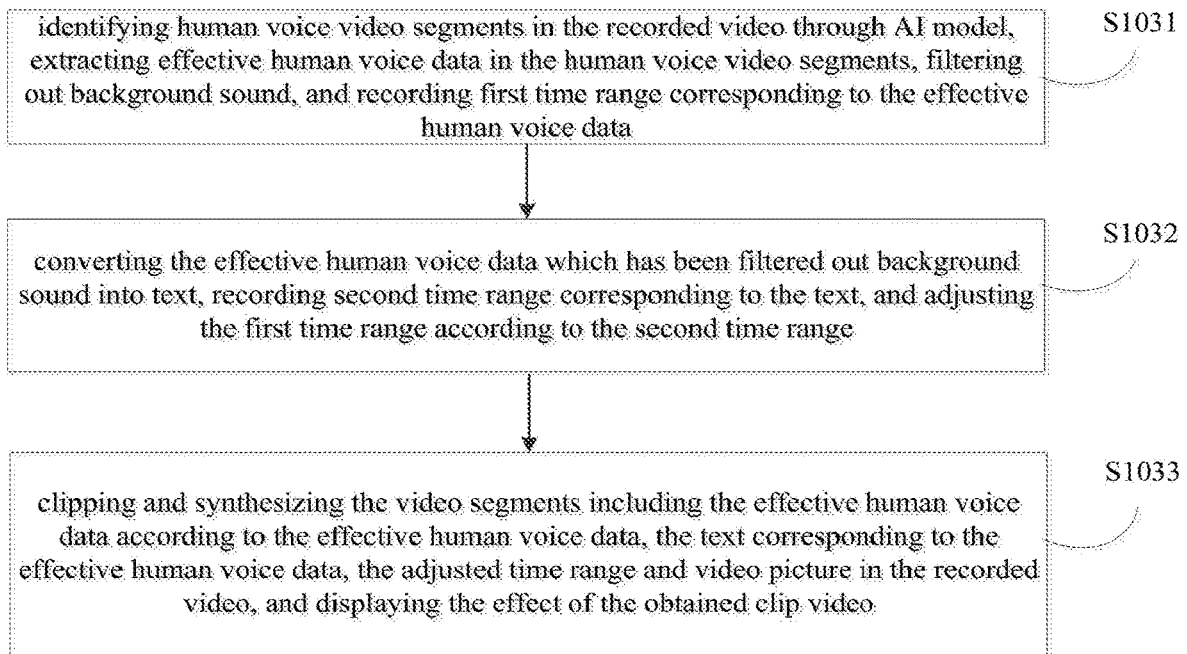 identifying human voice video segments in the recorded video through AI model,
extracting effective human voice data in the human voice video segments, filtering
out background sound, and recording first time range corresponding to the effective
human voice data
S1031
converting the effective human voice data which has been filtered out background
sound into text, recording second time range corresponding to the text, and adjusting
the first time range according to the second time range
S1032
clipping and synthesizing the video segments including the effective human voice
data according to the effective human voice data, the text corresponding to the
effective human voice data, the adjusted time range and video picture in the recorded
video, and displaying the effect of the obtained clip video
S1033